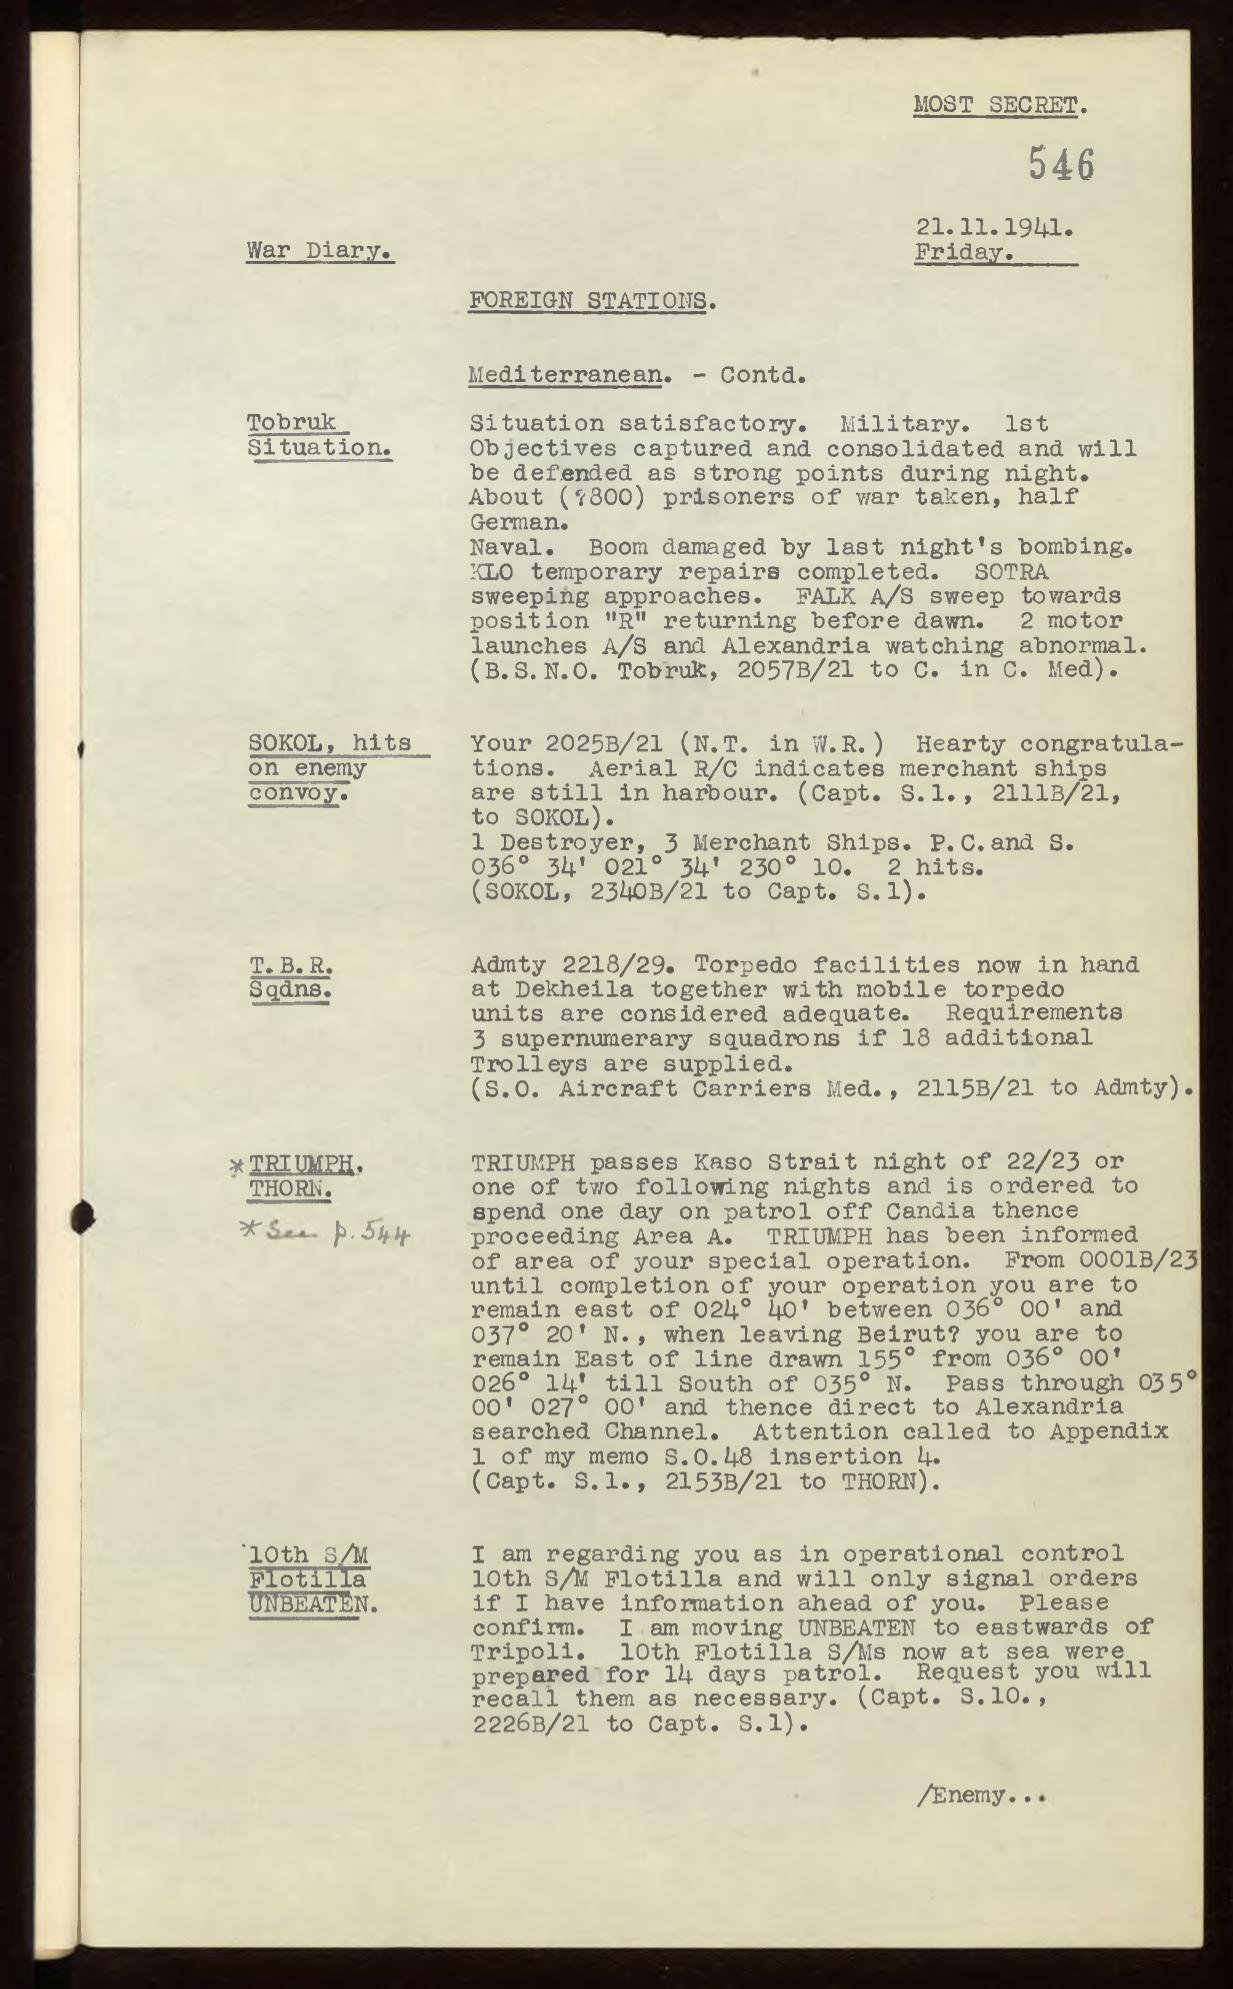 MOST SECRET.
546
21.11.1941.
War Diary.
Friday.
FOREIGN STATIONS.
Mediterranean. - Contd.
Tobruk
Situation.
Situation satisfactory. Military. 1st
Objectives captured and consolidated and will
be defended as strong points during night.
About (?800) prisoners of war taken, half
German.
Naval. Boom damaged by last night's bombing.
KLO temporary repairs completed. SOTRA
sweeping approaches. FALK A/S sweep towards
position "R" returning before dawn. 2 motor
launches A/S and Alexandria watching abnormal.
(B.S.N.O. Tobruk, 2057B/21 to C. in C. Med).
SOKOL, hits
on enemy
convoy.
Your 2025B/21 (N.T. in W.R.) Hearty congratula-
tions. Aerial R/C indicates merchant ships
are still in harbour. (Capt. S.1., 2111B/21,
to SOKOL).
1 Destroyer, 3 Merchant Ships. P.C.and S.
036° 34' 021° 34' 230° 10. 2 hits.
(SOKOL, 2340B/21 to Capt. S.1).
T.B.R.
Sqdns.
Admty 2218/29. Torpedo facilities now in hand
at Dekheila together with mobile torpedo
units are considered adequate. Requirements
3 supernumerary squadrons if 18 additional
Trolleys are supplied.
(S.O. Aircraft Carriers Med., 2115B/21 to Admty).
*TRIUMPH.
THORN.
*See p.544
TRIUMPH passes Kaso Strait night of 22/23 or
one of two following nights and is ordered to
spend one day on patrol off Candia thence
proceeding Area A. TRIUMPH has been informed
of area of your special operation. From 0001B/23
until completion of your operation you are to
remain east of 024° 40' between 036° 00' and
037° 20' N., when leaving Beirut? you are to
remain East of line drawn 155° from 036° 00'
026° 14' till South of 035° N. Pass through 035°
00' 027° 00' and thence direct to Alexandria
searched Channel. Attention called to Appendix
1 of my memo S.O.48 insertion 4.
(Capt. S.1., 2153B/21 to THORN).
10th S/M
Flotilla
UNBEATEN.
I am regarding you as in operational control
10th S/M Flotilla and will only signal orders
if I have information ahead of you. Please
confirm. I am moving UNBEATEN to eastwards of
Tripoli. 10th Flotilla S/Ms now at sea were
prepared for 14 days patrol. Request you will
recall them as necessary. (Capt. S.10.,
2226B/21 to Capt. S.1).
/Enemy...